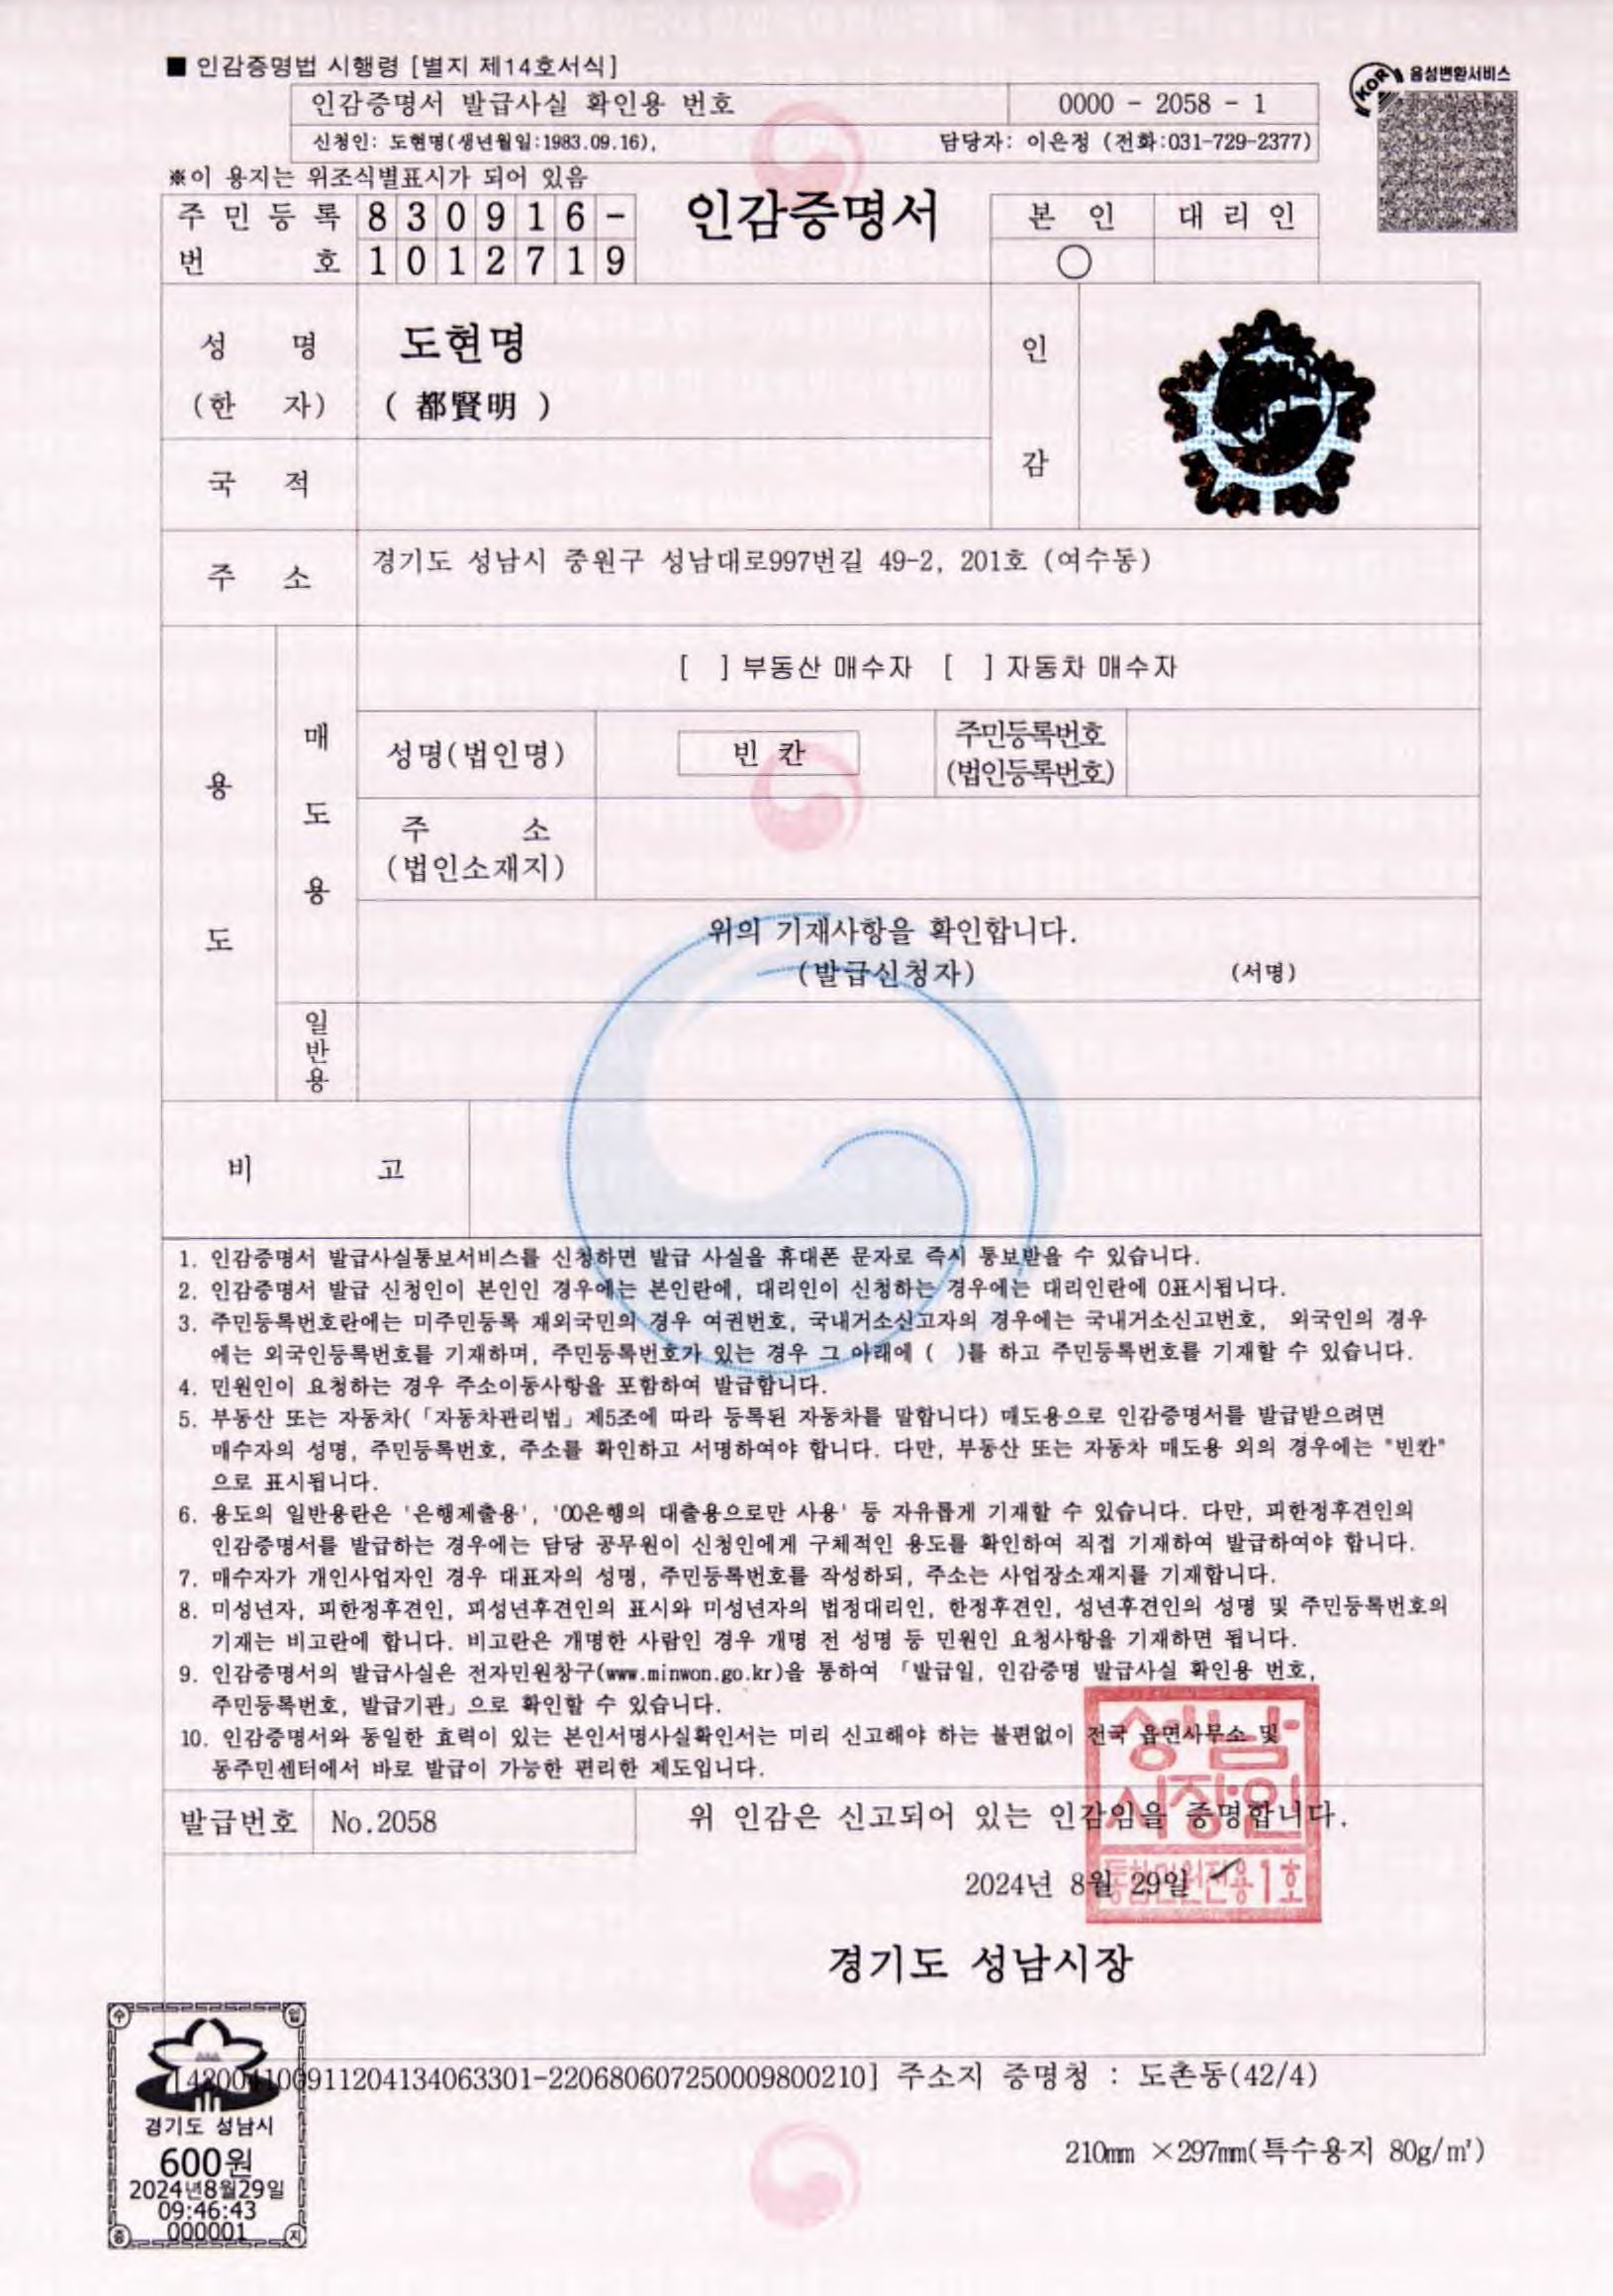 ■ 인감증명법 시행령 [별지 제14호서식]
음성변환서비스
KOR
인감증명서 발급사실 확인용 번호 0000 - 2058 - 1
신청인: 도현명(생년월일:1983.09.16), 담당자: 이은정 (전화:031-729-2377)
※이 용지는 위조식별표시가 되어 있음
주민등록 830916-
번 호 1012719
인감증명서
본 인 대리인
○
성 명 도현명
(한 자) ( 都賢明 )
인 감
국 적
주 소 경기도 성남시 중원구 성남대로997번길 49-2, 201호 (여수동)
용 도
매 도 용
[ ] 부동산 매수자 [ ] 자동차 매수자
성명(법인명) 빈 칸 주민등록번호
(법인등록번호)
주 소
(법인소재지)
위의 기재사항을 확인합니다.
(발급신청자) (서명)
일반용
비 고
1. 인감증명서 발급사실통보서비스를 신청하면 발급 사실을 휴대폰 문자로 즉시 통보받을 수 있습니다.
2. 인감증명서 발급 신청인이 본인인 경우에는 본인란에, 대리인이 신청하는 경우에는 대리인란에 0표시됩니다.
3. 주민등록번호란에는 미주민등록 재외국민의 경우 여권번호, 국내거소신고자의 경우에는 국내거소신고번호, 외국인의 경우
에는 외국인등록번호를 기재하며, 주민등록번호가 있는 경우 그 아래에 ( )를 하고 주민등록번호를 기재할 수 있습니다.
4. 민원인이 요청하는 경우 주소이동사항을 포함하여 발급합니다.
5. 부동산 또는 자동차(「자동차관리법」제5조에 따라 등록된 자동차를 말합니다) 매도용으로 인감증명서를 발급받으려면
매수자의 성명, 주민등록번호, 주소를 확인하고 서명하여야 합니다. 다만, 부동산 또는 자동차 매도용 외의 경우에는 "빈칸"
으로 표시됩니다.
6. 용도의 일반용란은 '은행제출용', '00은행의 대출용으로만 사용' 등 자유롭게 기재할 수 있습니다. 다만, 피한정후견인의
인감증명서를 발급하는 경우에는 담당 공무원이 신청인에게 구체적인 용도를 확인하여 직접 기재하여 발급하여야 합니다.
7. 매수자가 개인사업자인 경우 대표자의 성명, 주민등록번호를 작성하되, 주소는 사업장소재지를 기재합니다.
8. 미성년자, 피한정후견인, 피성년후견인의 표시와 미성년자의 법정대리인, 한정후견인, 성년후견인의 성명 및 주민등록번호의
기재는 비고란에 합니다. 비고란은 개명한 사람인 경우 개명 전 성명 등 민원인 요청사항을 기재하면 됩니다.
9. 인감증명서의 발급사실은 전자민원창구(www.minwon.go.kr)을 통하여 「발급일, 인감증명 발급사실 확인용 번호,
주민등록번호, 발급기관」으로 확인할 수 있습니다.
10. 인감증명서와 동일한 효력이 있는 본인서명사실확인서는 미리 신고해야 하는 불편없이 전국 읍면사무소 및
동주민센터에서 바로 발급이 가능한 편리한 제도입니다.
발급번호 No.2058 위 인감은 신고되어 있는 인감임을 증명합니다.
2024년 8월 29일
성남
시장인
통합민원전용1호
경기도 성남시장
[42004100911204134063301-220680607250009800210] 주소지 증명청 : 도촌동(42/4)
수 입
경기도 성남시
600원
2024년8월29일
09:46:43
000001
증 지
210mm ×297mm(특수용지 80g/㎡)